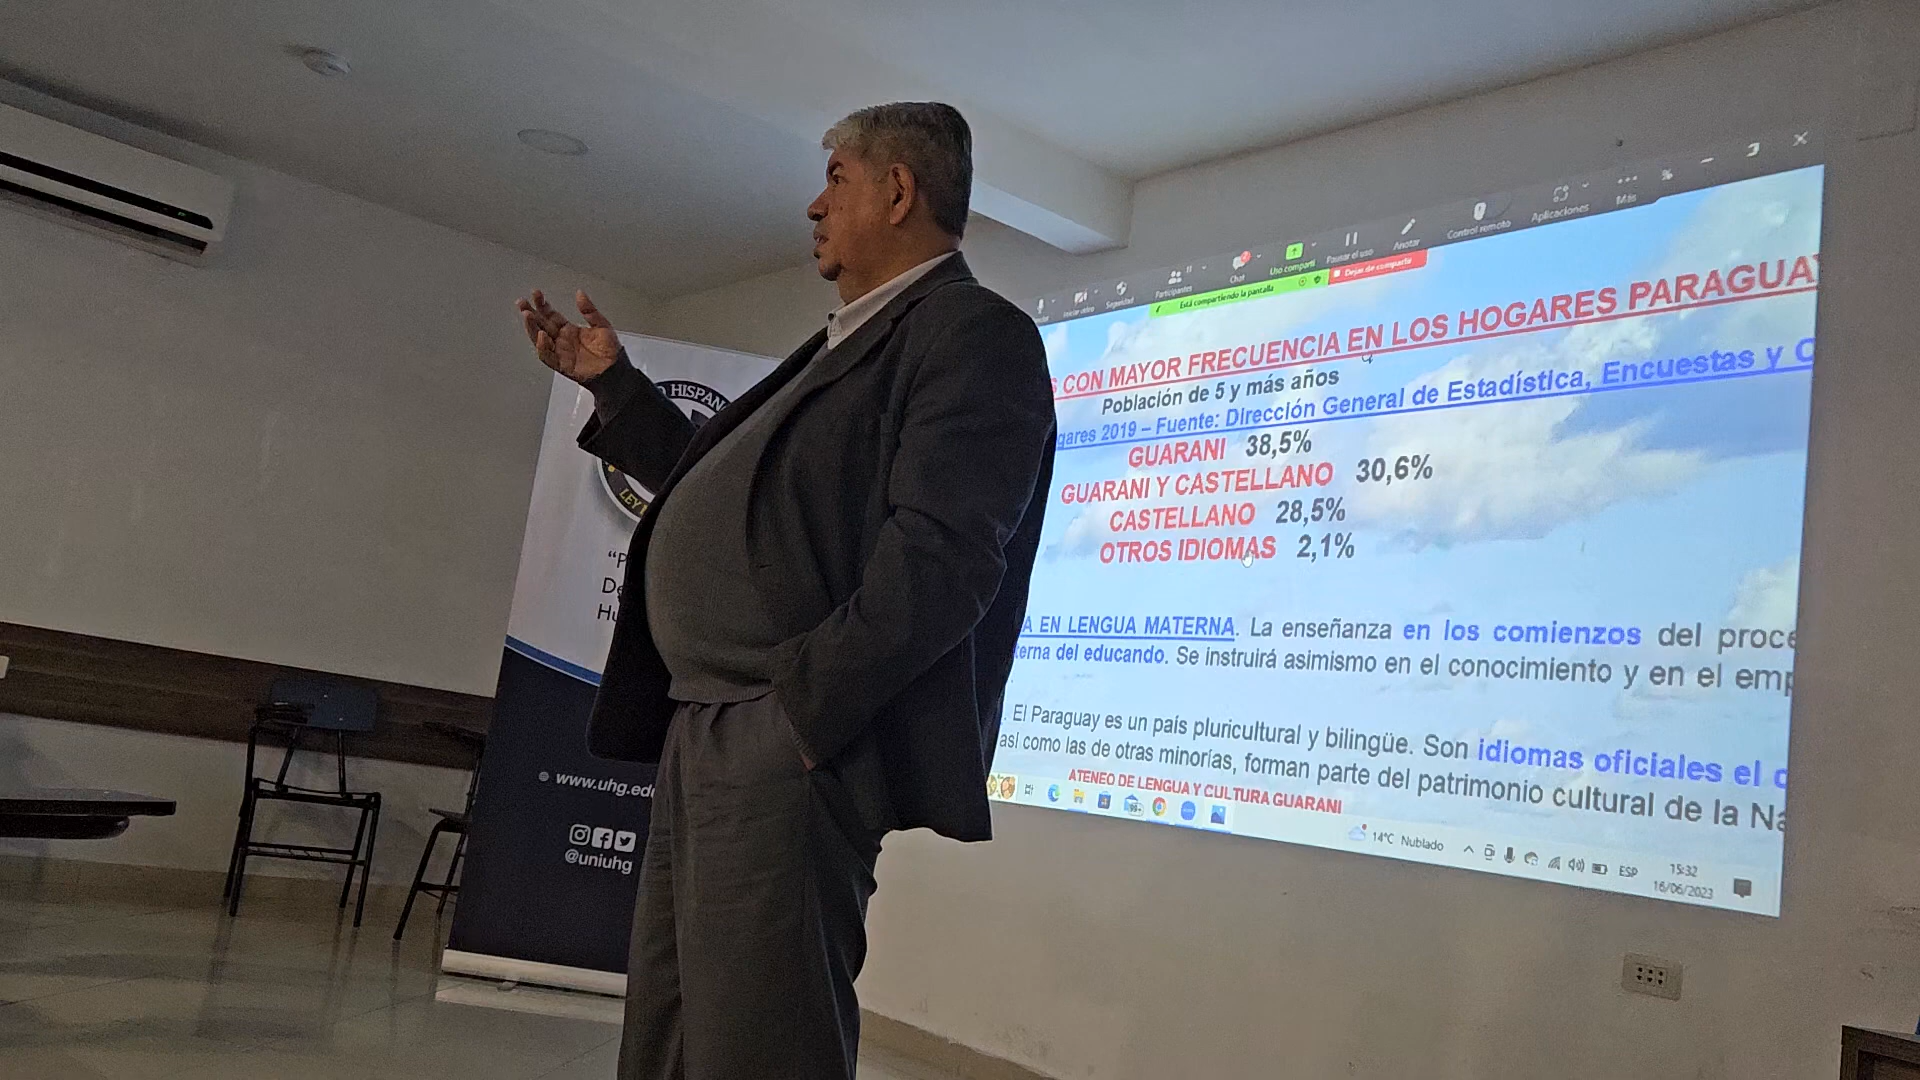 HISPAN
LEY
www.uhg.edu
@uniuhg
Participantes
Chat
Pausar el uso
Anotar
Control remoto
Aplicaciones
Más
Está compartiendo la pantalla
Dejar de compartir
CON MAYOR FRECUENCIA EN LOS HOGARES PARAGUAY
Población de 5 y más años
gares 2019 – Fuente: Dirección General de Estadística, Encuestas y C
GUARANI 38,5%
GUARANI Y CASTELLANO 30,6%
CASTELLANO 28,5%
OTROS IDIOMAS 2,1%
A EN LENGUA MATERNA. La enseñanza en los comienzos del proce
terna del educando. Se instruirá asimismo en el conocimiento y en el emp
. El Paraguay es un país pluricultural y bilingüe. Son idiomas oficiales el c
así como las de otras minorías, forman parte del patrimonio cultural de la Na
ATENEO DE LENGUA Y CULTURA GUARANI
99+
14°C Nublado
ESP
15:32
16/06/2023